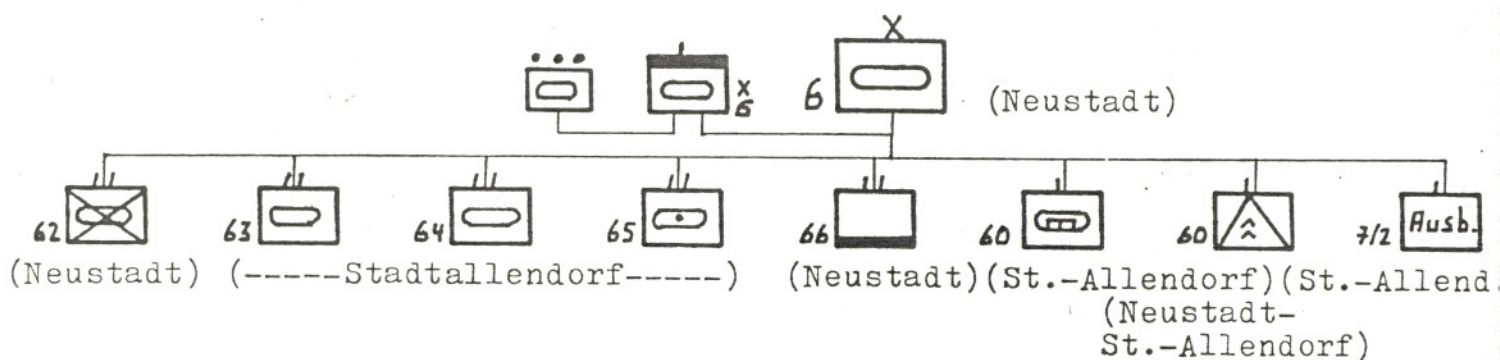 X
X
6
6
(Neustadt)
62
63
64
65
66
60
60
7/2
Ausb.
(Neustadt)
(-----Stadtallendorf-----)
(Neustadt)
(St.-Allendorf)
(St.-Allend.
(Neustadt-
St.-Allendorf)